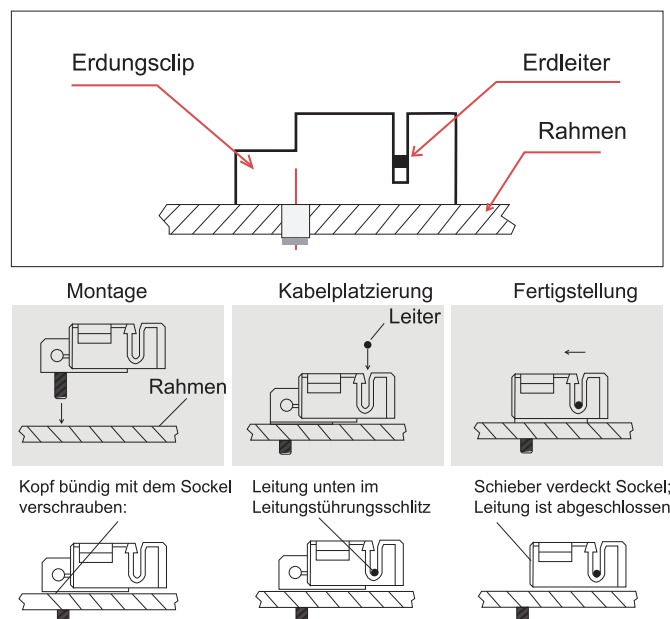 Erdungsclip
Erdleiter
Rahmen
Montage
Kabelplatzierung
Fertigstellung
Leiter
Rahmen
Kopf bündig mit dem Sockel
verschrauben:
Leitung unten im
Leitungstührungsschlitz
Schieber verdeckt Sockel;
Leitung ist abgeschlossen